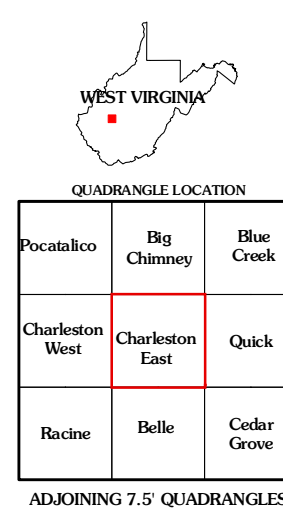 WEST VIRGINIA
QUADRANGLE LOCATION
Pocatalico
Big
Chimney
Blue
Creek
Charleston
West
Charleston
East
Quick
Racine
Belle
Cedar
Grove
ADJOINING 7.5' QUADRANGLES